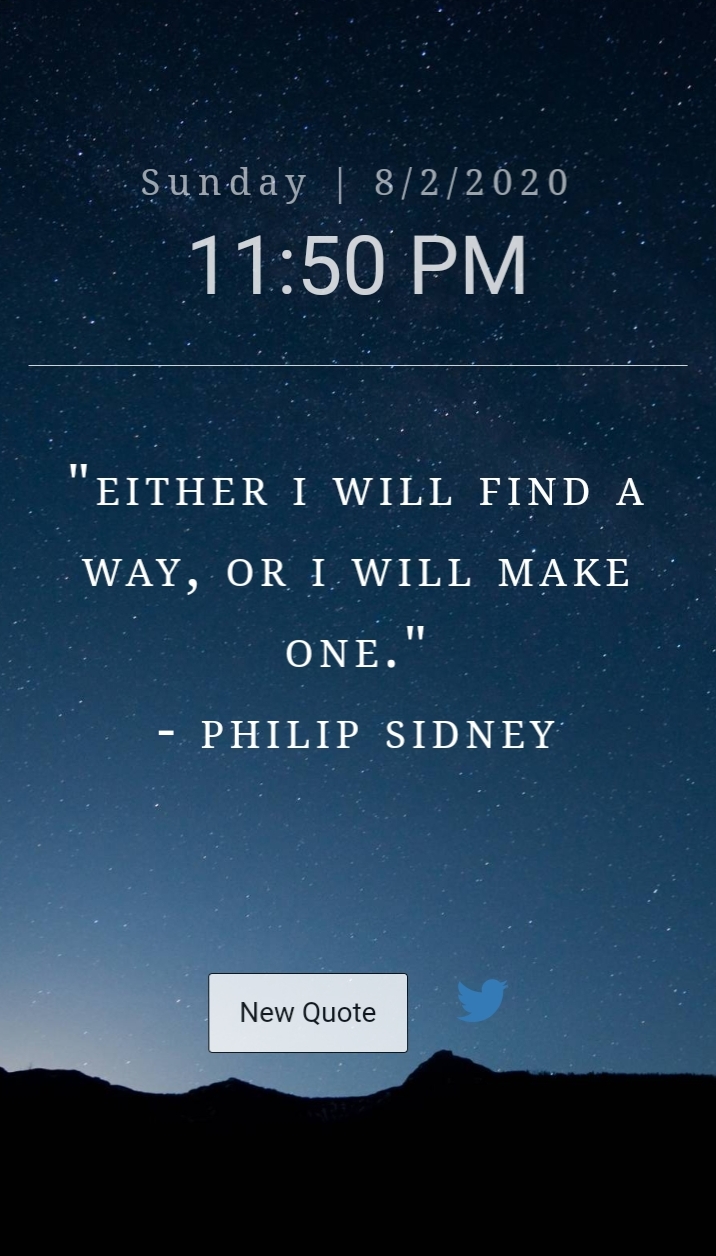 Sunday | 8/2/2020
11:50 PM
"EITHER I WILL FIND A
WAY, OR I WILL MAKE
ONE."
- PHILIP SIDNEY
New Quote